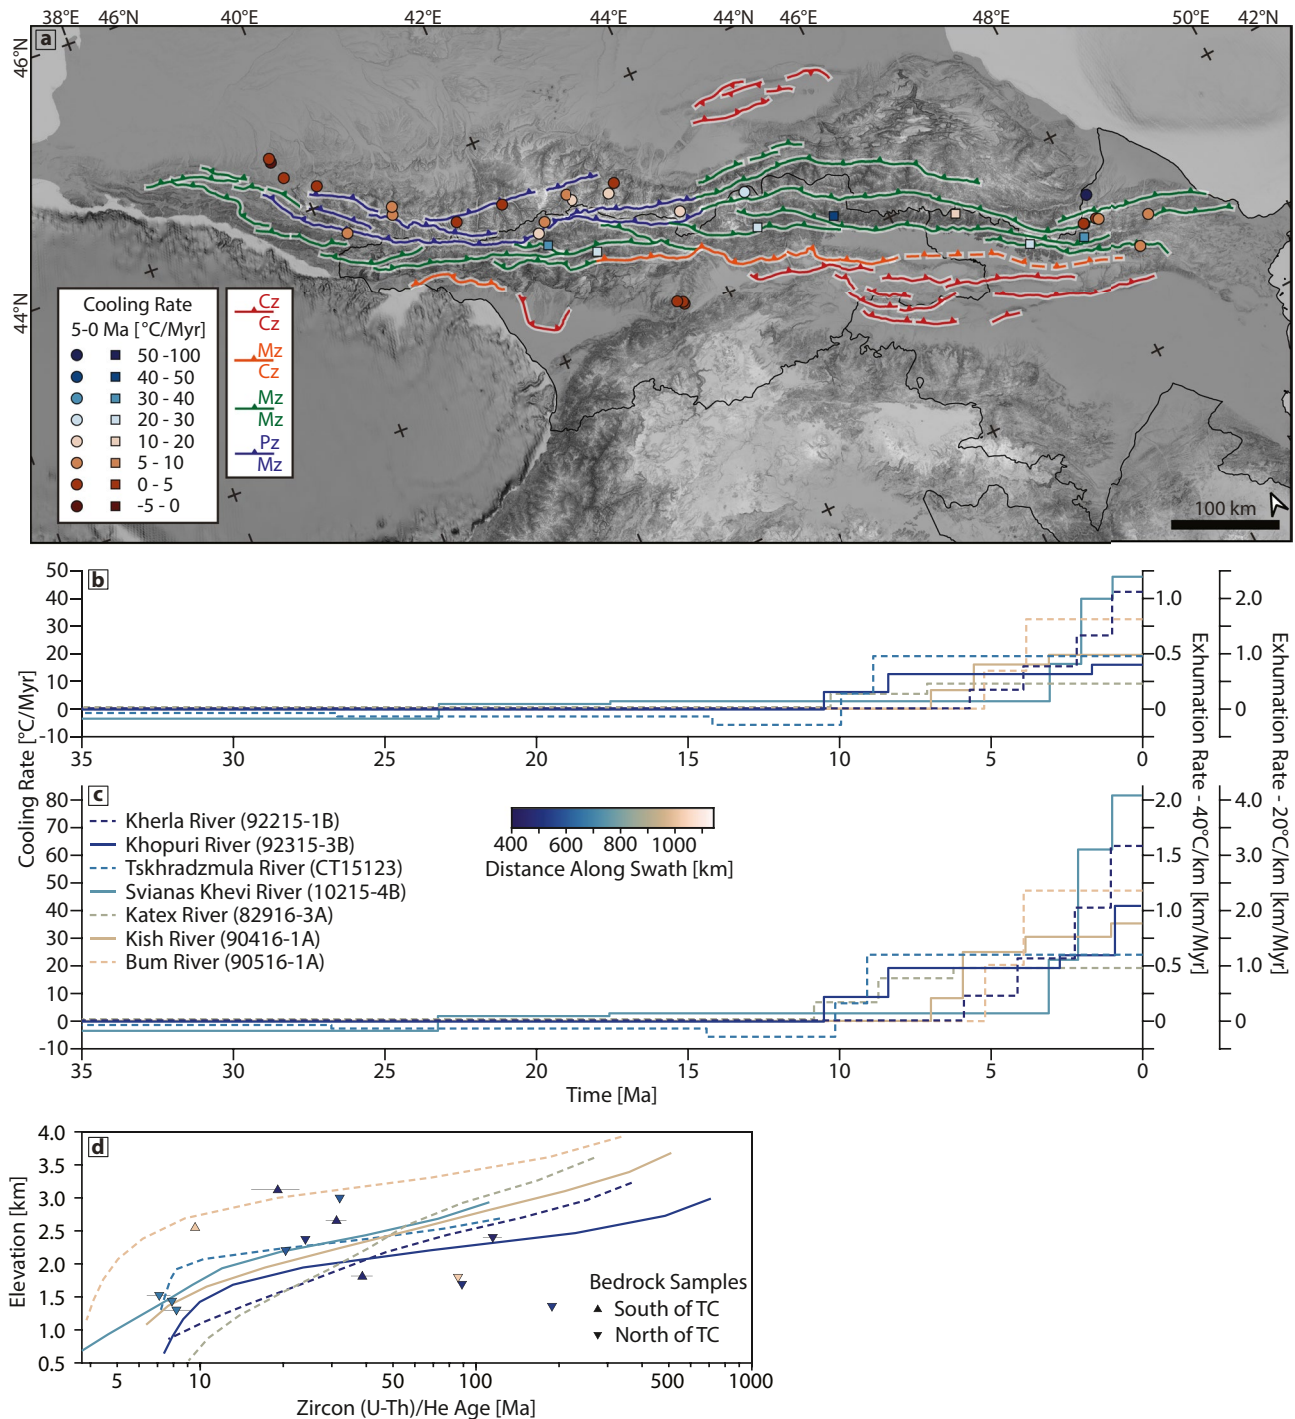 38°E 46°N 40°E 42°E 44°E 44°N 46°E 48°E 50°E 42°N
a
46°N
44°N
Cooling Rate
5-0 Ma [°C/Myr]
50 -100
40 - 50
30 - 40
20 - 30
10 - 20
5 - 10
0 - 5
-5 - 0
Cz
Cz
Mz
Cz
Mz
Mz
Pz
Mz
100 km
b
50
40
30
20
10
0
-10
35 30 25 20 15 10 5 0
1.0
0.5
0
2.0
1.0
0
Cooling Rate [°C/Myr]
Exhumation Rate - 40°C/km [km/Myr]
Exhumation Rate - 20°C/km [km/Myr]
c
80
70
60
50
40
30
20
10
0
-10
Kherla River (92215-1B)
Khopuri River (92315-3B)
Tskhradzmula River (CT15123)
Svianas Khevi River (10215-4B)
Katex River (82916-3A)
Kish River (90416-1A)
Bum River (90516-1A)
400 600 800 1000
Distance Along Swath [km]
2.0
1.5
1.0
0.5
0
4.0
3.0
2.0
1.0
0
35 30 25 20 15 10 5 0
Time [Ma]
d
4.0
3.5
3.0
2.5
2.0
1.5
1.0
0.5
Elevation [km]
Bedrock Samples
South of TC
North of TC
5 10 50 100 500 1000
Zircon (U-Th)/He Age [Ma]